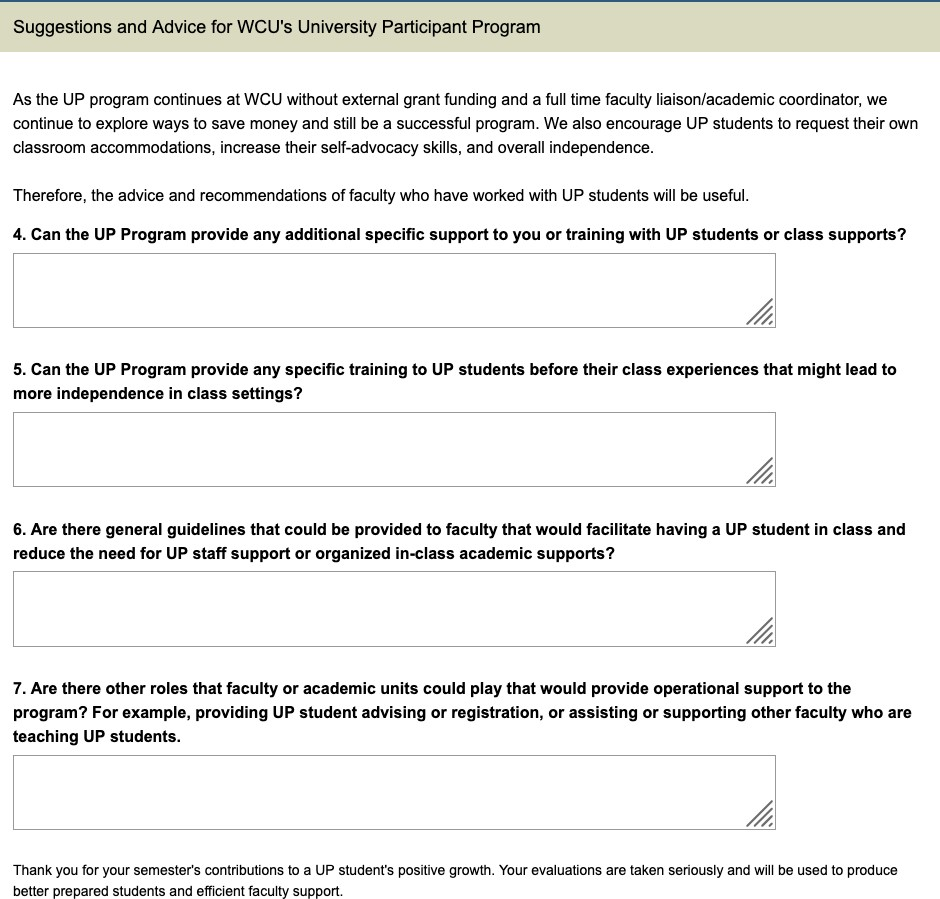 Suggestions and Advice for WCU's University Participant Program
As the UP program continues at WCU without external grant funding and a full time faculty liaison/academic coordinator, we
continue to explore ways to save money and still be a successful program. We also encourage UP students to request their own
classroom accommodations, increase their self-advocacy skills, and overall independence.
Therefore, the advice and recommendations of faculty who have worked with UP students will be useful.
4. Can the UP Program provide any additional specific support to you or training with UP students or class supports?
5. Can the UP Program provide any specific training to UP students before their class experiences that might lead to
more independence in class settings?
6. Are there general guidelines that could be provided to faculty that would facilitate having a UP student in class and
reduce the need for UP staff support or organized in-class academic supports?
7. Are there other roles that faculty or academic units could play that would provide operational support to the
program? For example, providing UP student advising or registration, or assisting or supporting other faculty who are
teaching UP students.
Thank you for your semester's contributions to a UP student's positive growth. Your evaluations are taken seriously and will be used to produce
better prepared students and efficient faculty support.